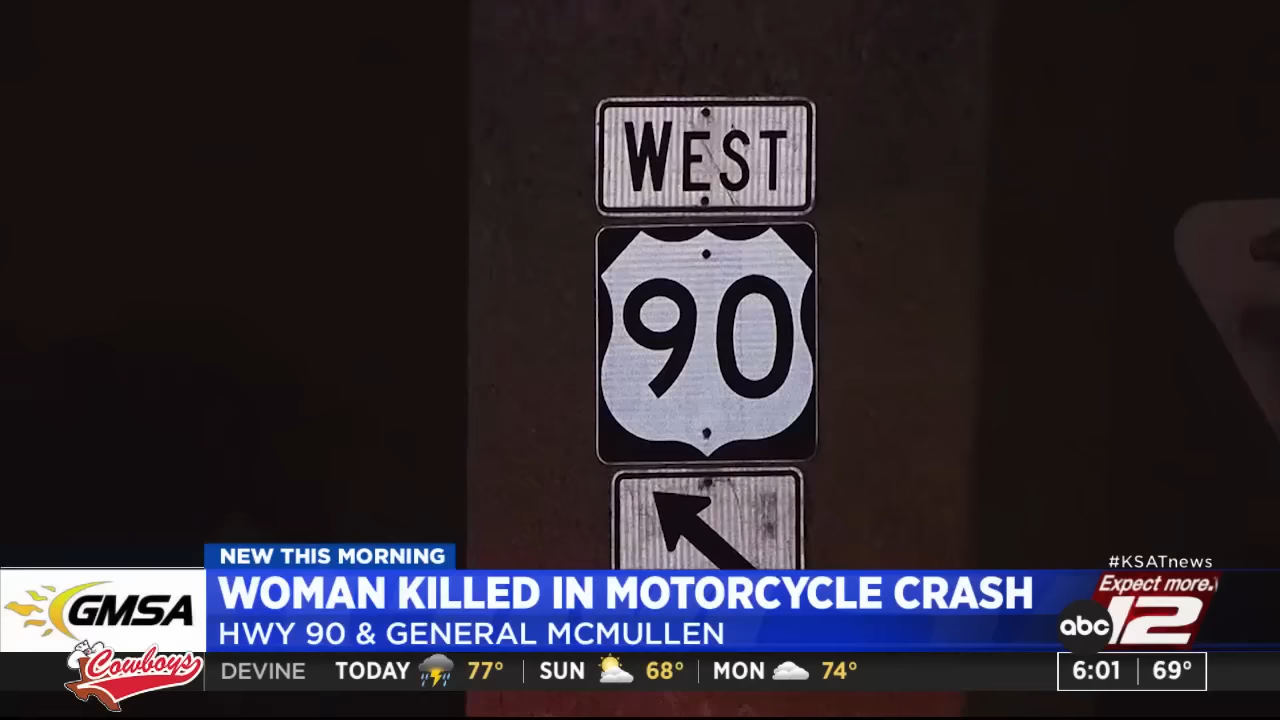 WEST
90
NEW THIS MORNING
#KSATnews
WOMAN KILLED IN MOTORCYCLE CRASH
Expect more.
GMSA
HWY 90 & GENERAL MCMULLEN
abc 12
Cowboys
DEVINE TODAY 77° SUN 68° MON 74°
6:01 69°